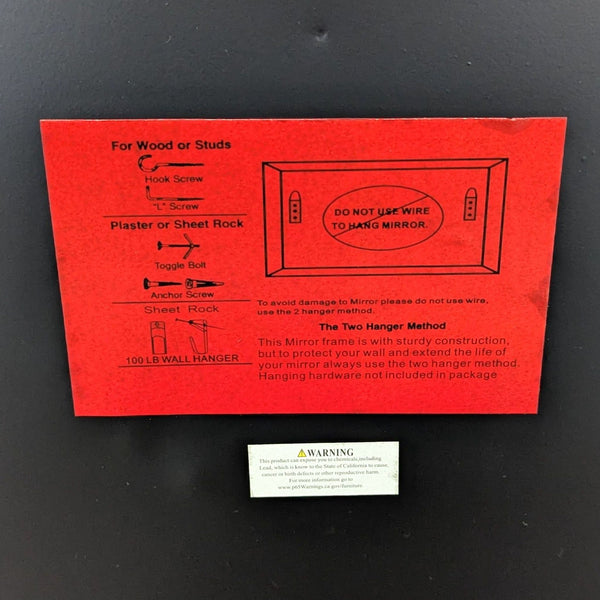 For Wood or Studs
Hook Screw
"L" Screw
Plaster or Sheet Rock
Toggle Bolt
Anchor Screw
Sheet Rock
100 LB WALL HANGER
DO NOT USE WIRE
TO HANG MIRROR.
To avoid damage to Mirror please do not use wire,
use the 2 hanger method.
The Two Hanger Method
This Mirror frame is with sturdy construction,
but to protect your wall and extend the life of
your mirror always use the two hanger method.
Hanging hardware not included in package
WARNING
This product can expose you to chemicals,including
Lead, which is know to the State of California to cause,
cancer or birth defects or other reproductive harm.
For more information go to
www.p65Warnings.ca.gov/furniture